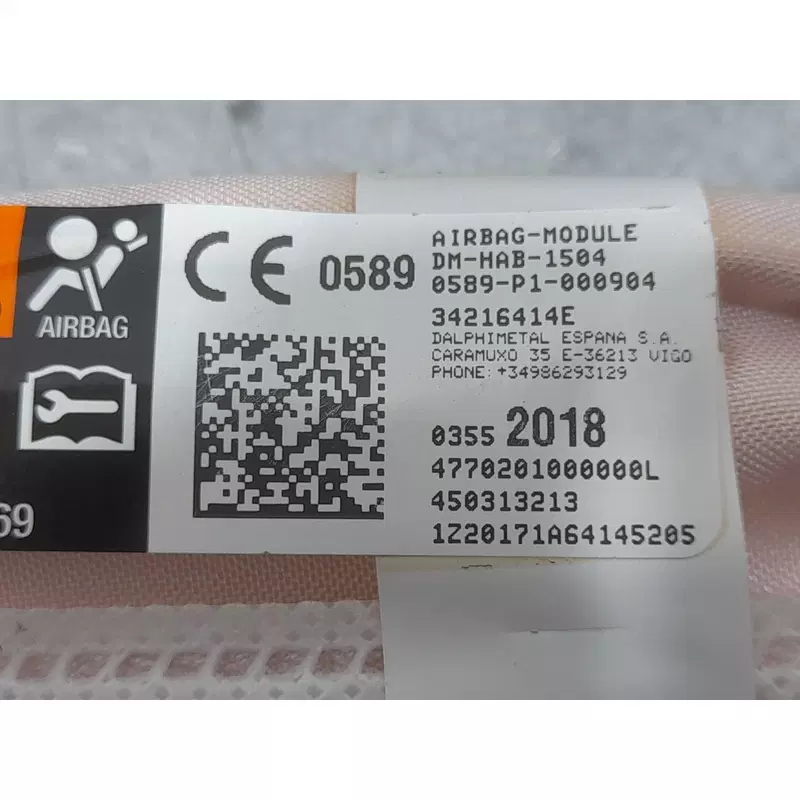 AIRBAG
69
CE 0589
AIRBAG-MODULE
DM-HAB-1504
0589-P1-000904
34216414E
DALPHIMETAL ESPANA S.A.
CARAMUXO 35 E-36213 VIGO
PHONE: +34986293129
0355 2018
4770201000000L
450313213
1Z20171A64145205